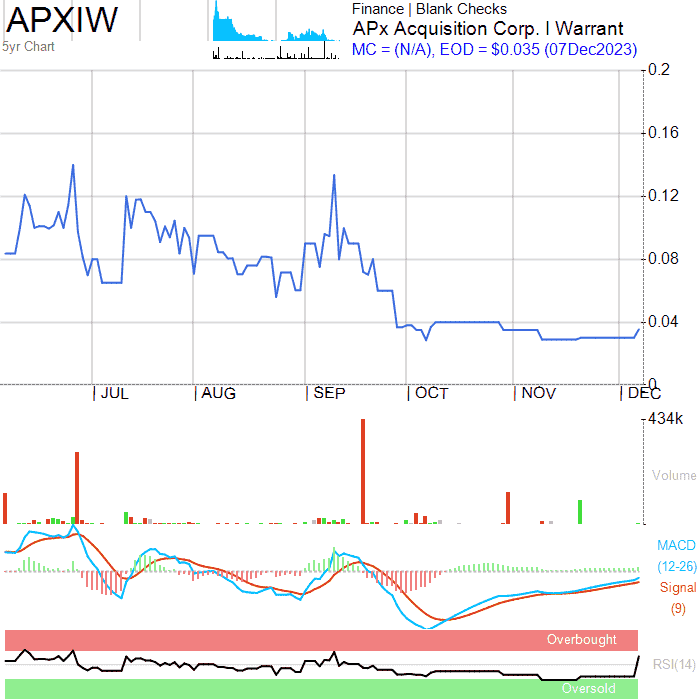 APXIW
5yr Chart
Finance | Blank Checks
APx Acquisition Corp. I Warrant
MC = (N/A), EOD = $0.035 (07Dec2023)
0.2
0.16
0.12
0.08
0.04
0
JUL AUG SEP OCT NOV DEC
434k
Volume
MACD
(12-26)
Signal
(9)
Overbought
RSI(14)
Oversold